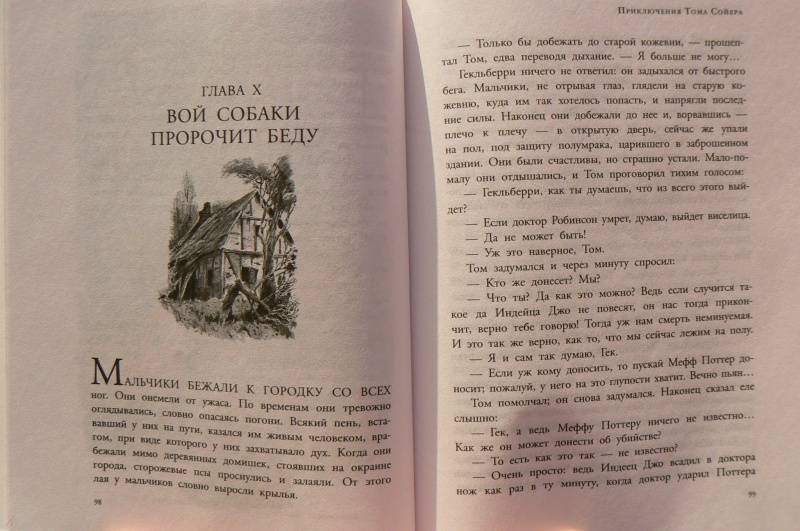 ГЛАВА X
ВОЙ СОБАКИ
ПРОРОЧИТ БЕДУ
МАЛЬЧИКИ БЕЖАЛИ К ГОРОДКУ СО ВСЕХ
ног. Они онемели от ужаса. По временам они тревожно
оглядывались, словно опасаясь погони. Всякий пень, вста-
вавший у них на пути, казался им живым человеком, вра-
гом, при виде которого у них захватывало дух. Когда они
бежали мимо деревянных домишек, стоявших на окраине
города, сторожевые псы проснулись и залаяли. От этого
лая у мальчиков словно выросли крылья.
98
ПРИКЛЮЧЕНИЯ ТОМА СОЙЕРА
— Только бы добежать до старой кожевни, — прошеп-
тал Том, едва переводя дыхание. — Я больше не могу...
Гекльберри ничего не ответил: он задыхался от быстрого
бега. Мальчики, не отрывая глаз, глядели на старую ко-
жевню, куда им так хотелось попасть, и напрягли послед-
ние силы. Наконец они добежали до нее и, ворвавшись —
плечо к плечу — в открытую дверь, сейчас же упали
на пол, под защиту полумрака, царившего в заброшенном
здании. Они были счастливы, но страшно устали. Мало-по-
малу они отдышались, и Том проговорил тихим голосом:
— Гекльберри, как ты думаешь, что из всего этого вый-
дет?
— Если доктор Робинсон умрет, думаю, выйдет виселица.
— Да не может быть!
— Уж это наверное, Том.
Том задумался и через минуту спросил:
— Кто же донесет? Мы?
— Что ты? Да как это можно? Ведь если случится та-
кое да Индейца Джо не повесят, он нас тогда прикон-
чит, верно тебе говорю! Тогда уж нам смерть неминуемая.
И это так же верно, как то, что мы сейчас лежим на полу.
— Я и сам так думаю, Гек.
— Если уж кому доносить, то пускай Мефф Поттер до-
носит; пожалуй, у него на это глупости хватит. Вечно пьян...
Том помолчал; он снова задумался. Наконец сказал еле
слышно:
— Гек, а ведь Меффу Поттеру ничего не известно...
Как же он может донести об убийстве?
— То есть как это так — не известно?
— Очень просто: ведь Индеец Джо всадил в доктора
нож как раз в ту минуту, когда доктор ударил Поттера
99